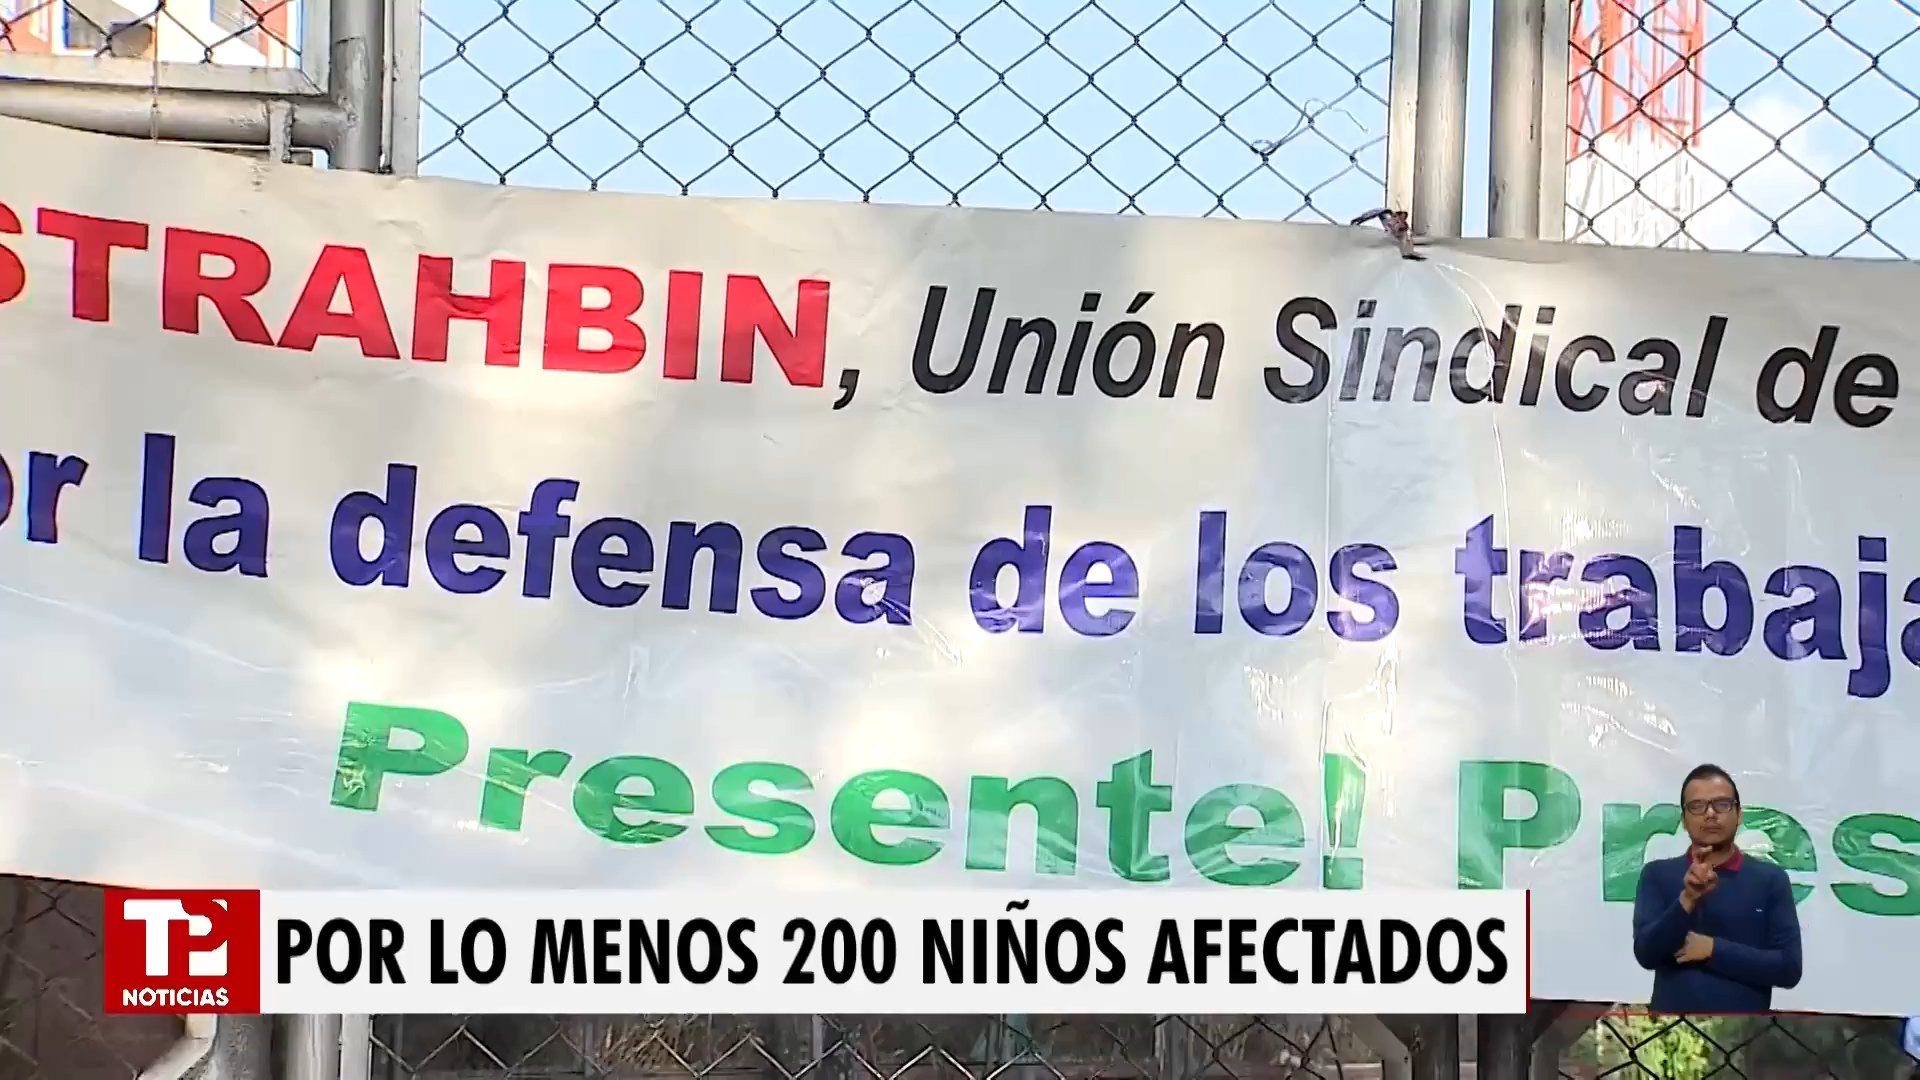 STRAHBIN, Unión Sindical de
or la defensa de los trabaja
Presente! Pres
TP
NOTICIAS
POR LO MENOS 200 NIÑOS AFECTADOS